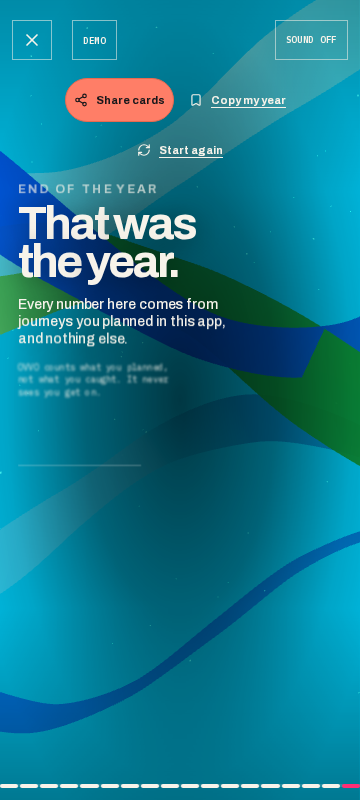 DEMO
SOUND OFF
Share cards
Copy my year
Start again
END OF THE YEAR
That was
the year.
Every number here comes from
journeys you planned in this app,
and nothing else.
OVVO counts what you planned,
not what you caught. It never
sees you get on.